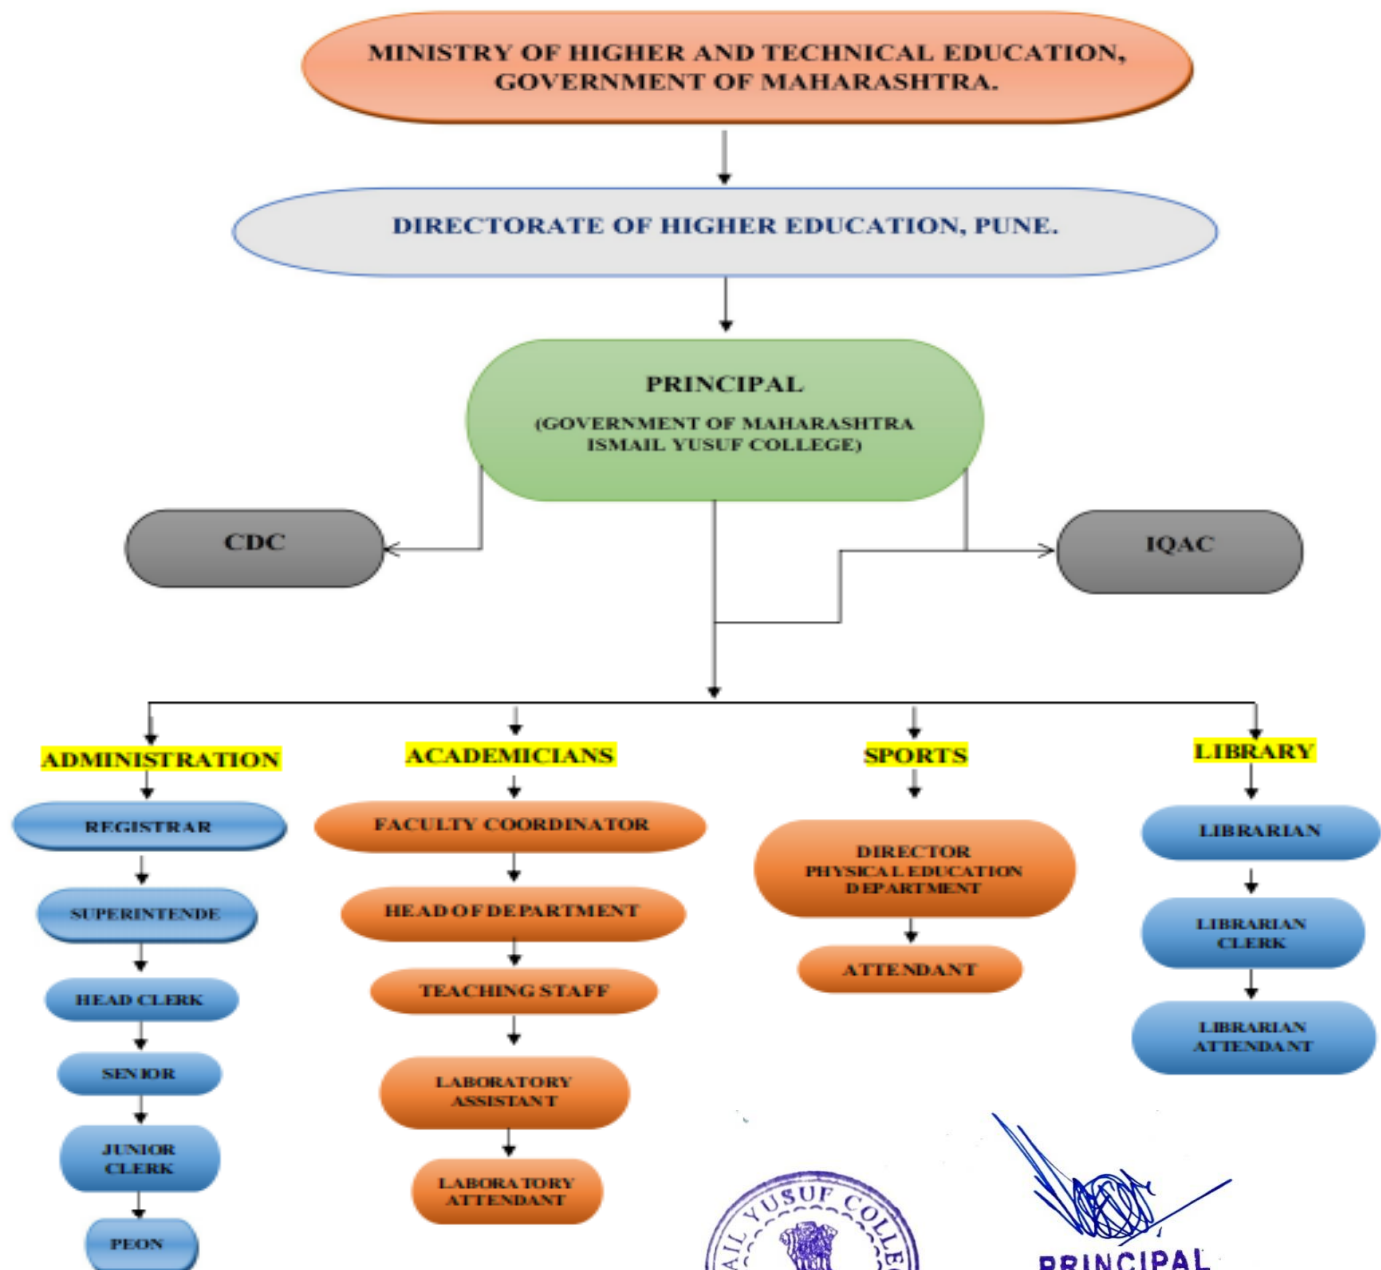 MINISTRY OF HIGHER AND TECHNICAL EDUCATION,
GOVERNMENT OF MAHARASHTRA.
DIRECTORATE OF HIGHER EDUCATION, PUNE.
PRINCIPAL
(GOVERNMENT OF MAHARASHTRA
ISMAIL YUSUF COLLEGE)
CDC
IQAC
ADMINISTRATION
REGISTRAR
SUPERINTENDE
HEAD CLERK
SENIOR
JUNIOR
CLERK
PEON
ACADEMICIANS
FACULTY COORDINATOR
HEAD OF DEPARTMENT
TEACHING STAFF
LABORATORY
ASSISTANT
LABORATORY
ATTENDANT
SPORTS
DIRECTOR
PHYSICAL EDUCATION
DEPARTMENT
ATTENDANT
LIBRARY
LIBRARIAN
LIBRARIAN
CLERK
LIBRARIAN
ATTENDANT
AIL YUSUF COLLE
PRINCIPAL